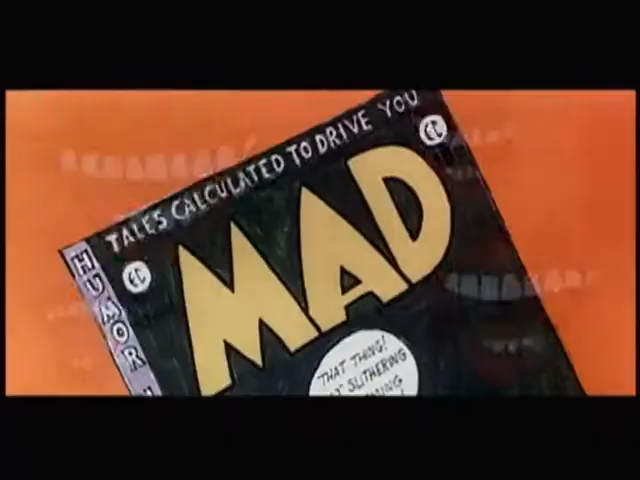 TALES CALCULATED TO DRIVE YOU
EC
MAD
EC
HUMOR
THAT THING!
SLITHERING